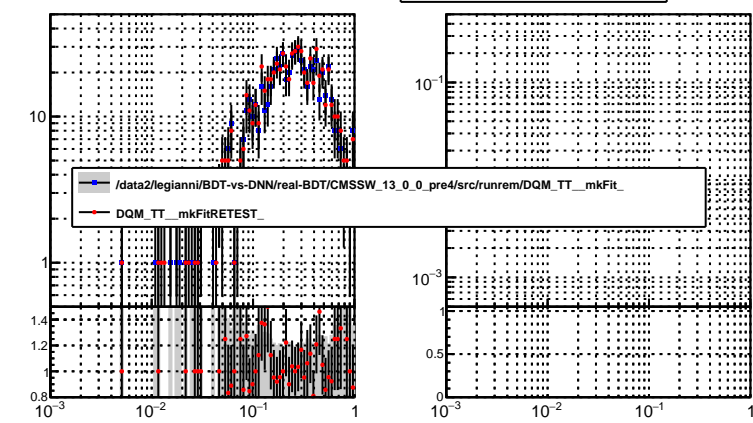 10⁻¹
10
/data2/legianni/BDT-vs-DNN/real-BDT/CMSSW_13_0_0_pre4/src/runrem/DQM_TT__mkFit_
DQM_TT__mkFitRETEST_
1
10⁻³
1.4
1
1.2
0.5
1
0.8
0
10⁻³ 10⁻² 10⁻¹ 1
10⁻³ 10⁻² 10⁻¹ 1